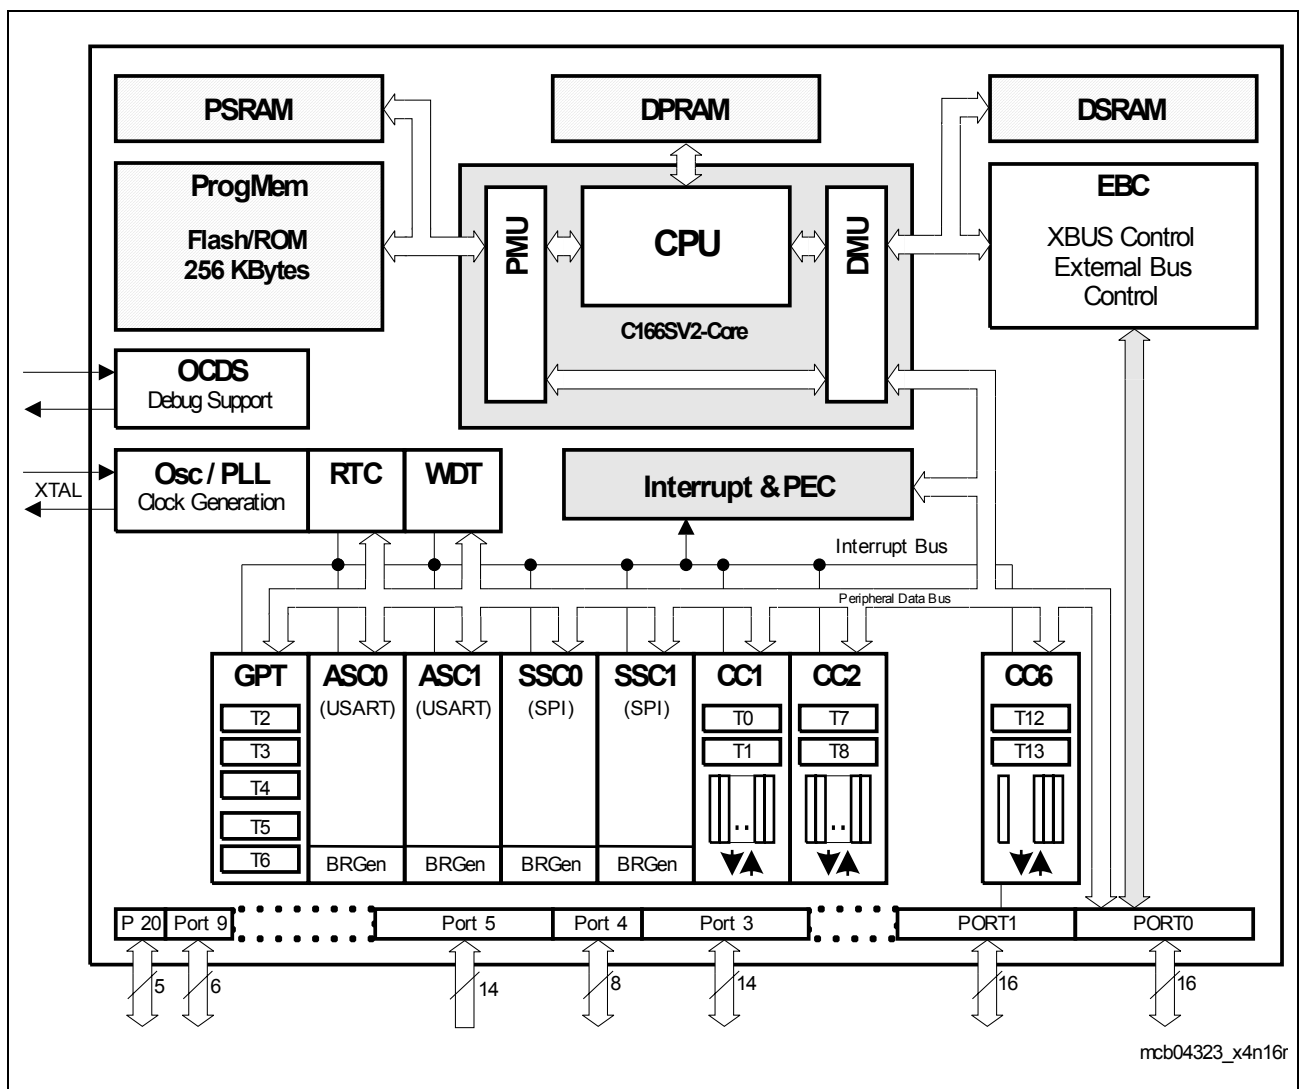 PSRAM
DPRAM
DSRAM
ProgMem
Flash/ROM
256 KBytes
PMU
CPU
DMU
C166SV2-Core
EBC
XBUS Control
External Bus
Control
OCDS
Debug Support
Osc / PLL
Clock Generation
RTC
WDT
XTAL
Interrupt & PEC
Interrupt Bus
Peripheral Data Bus
GPT
T2
T3
T4
T5
T6
ASC0
(USART)
BRGen
ASC1
(USART)
BRGen
SSC0
(SPI)
BRGen
SSC1
(SPI)
BRGen
CC1
T0
T1
..
CC2
T7
T8
..
CC6
T12
T13
P 20
Port 9
Port 5
Port 4
Port 3
PORT1
PORT0
5
6
14
8
14
16
16
mcb04323_x4n16r